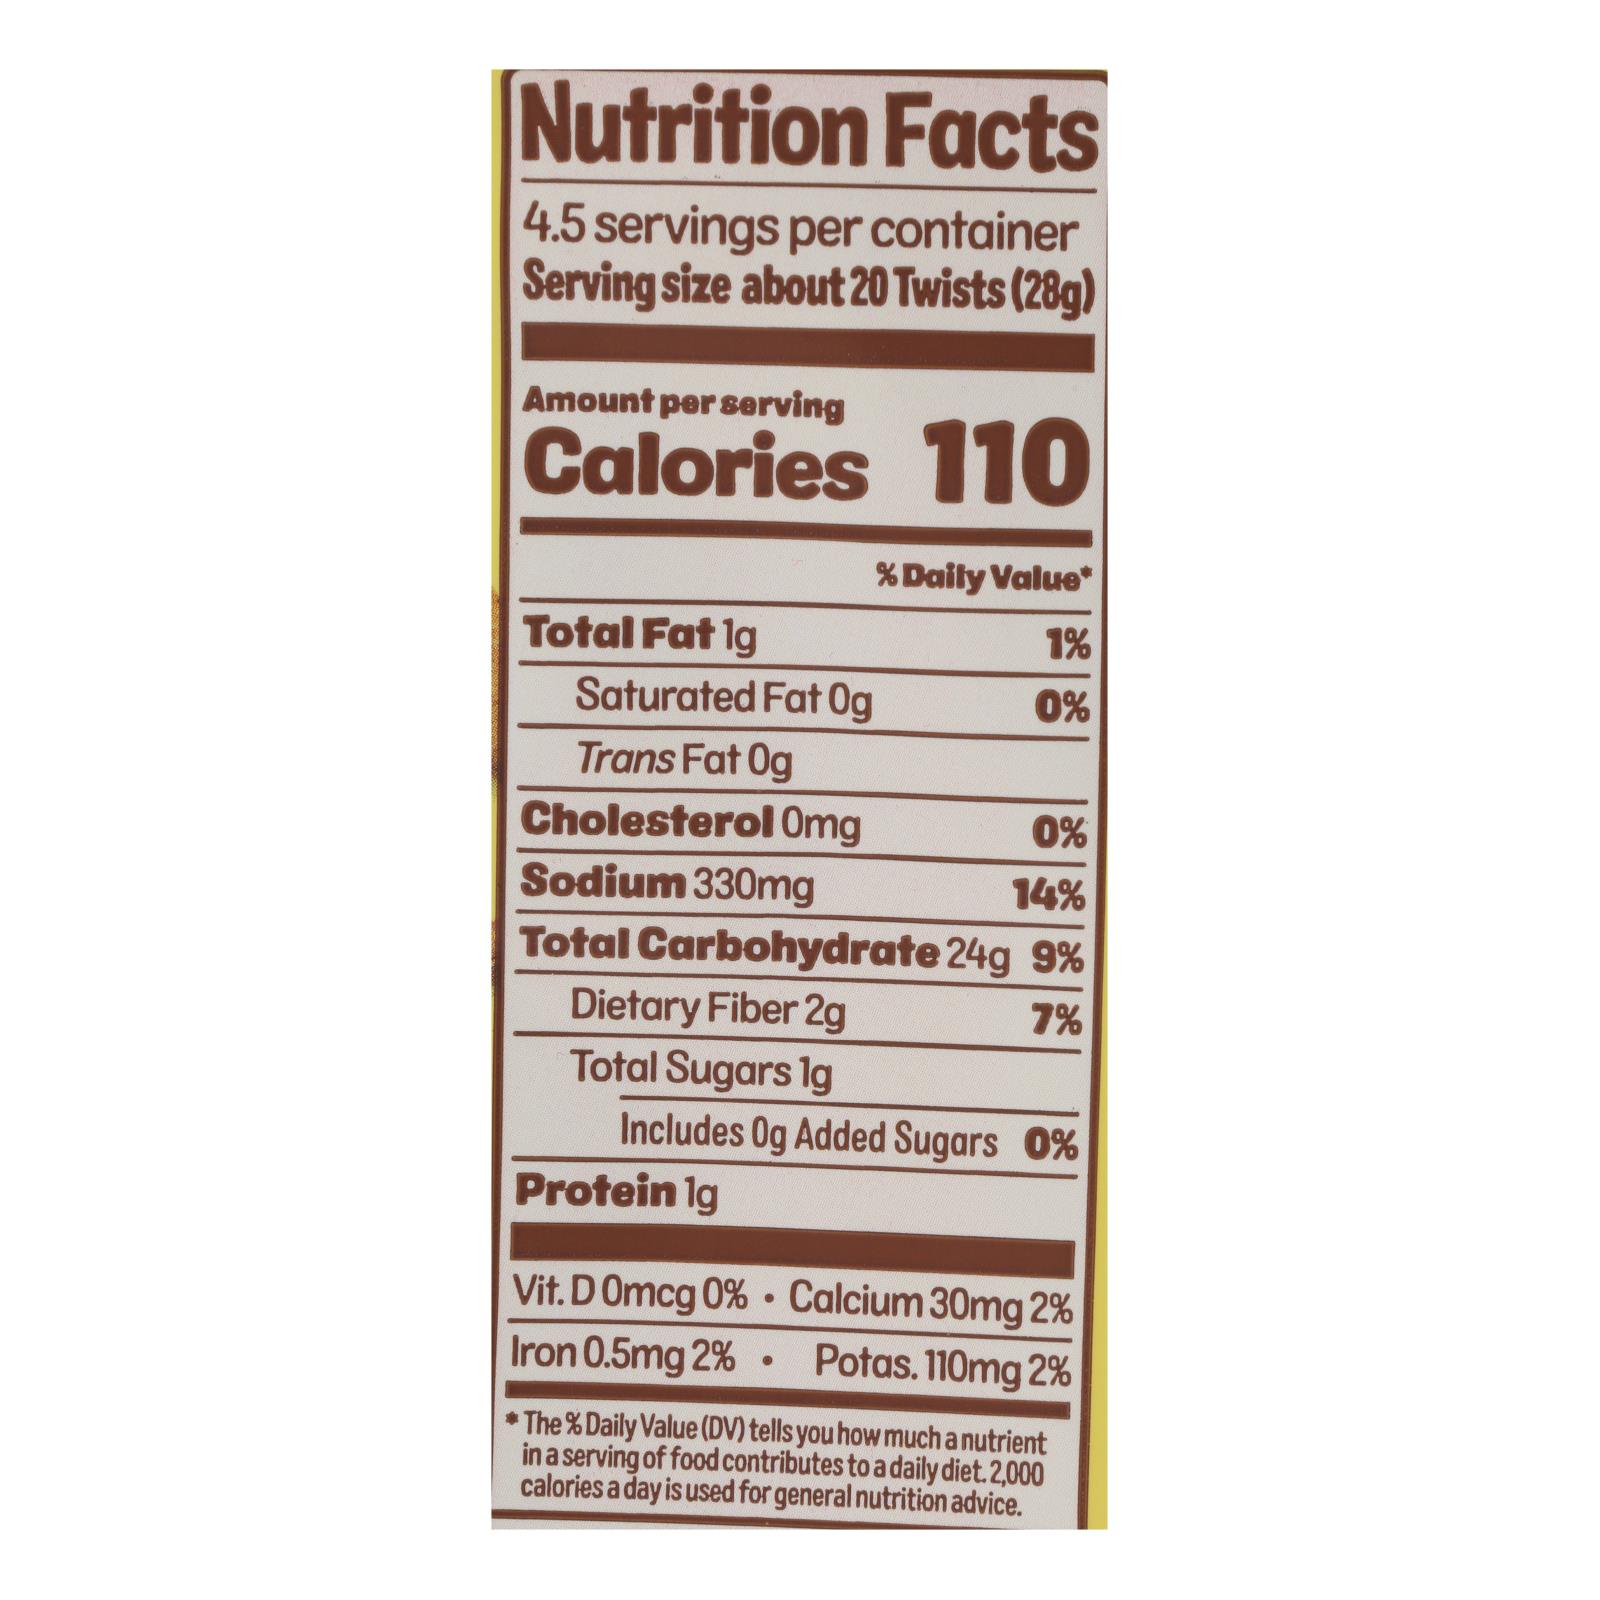 Nutrition Facts
4.5 servings per container
Serving size about 20 Twists (28g)
Amount per serving
Calories 110
% Daily Value*
Total Fat 1g 1%
Saturated Fat 0g 0%
Trans Fat 0g
Cholesterol 0mg 0%
Sodium 330mg 14%
Total Carbohydrate 24g 9%
Dietary Fiber 2g 7%
Total Sugars 1g
Includes 0g Added Sugars 0%
Protein 1g
Vit. D 0mcg 0% • Calcium 30mg 2%
Iron 0.5mg 2% • Potas. 110mg 2%
* The % Daily Value (DV) tells you how much a nutrient
in a serving of food contributes to a daily diet. 2,000
calories a day is used for general nutrition advice.